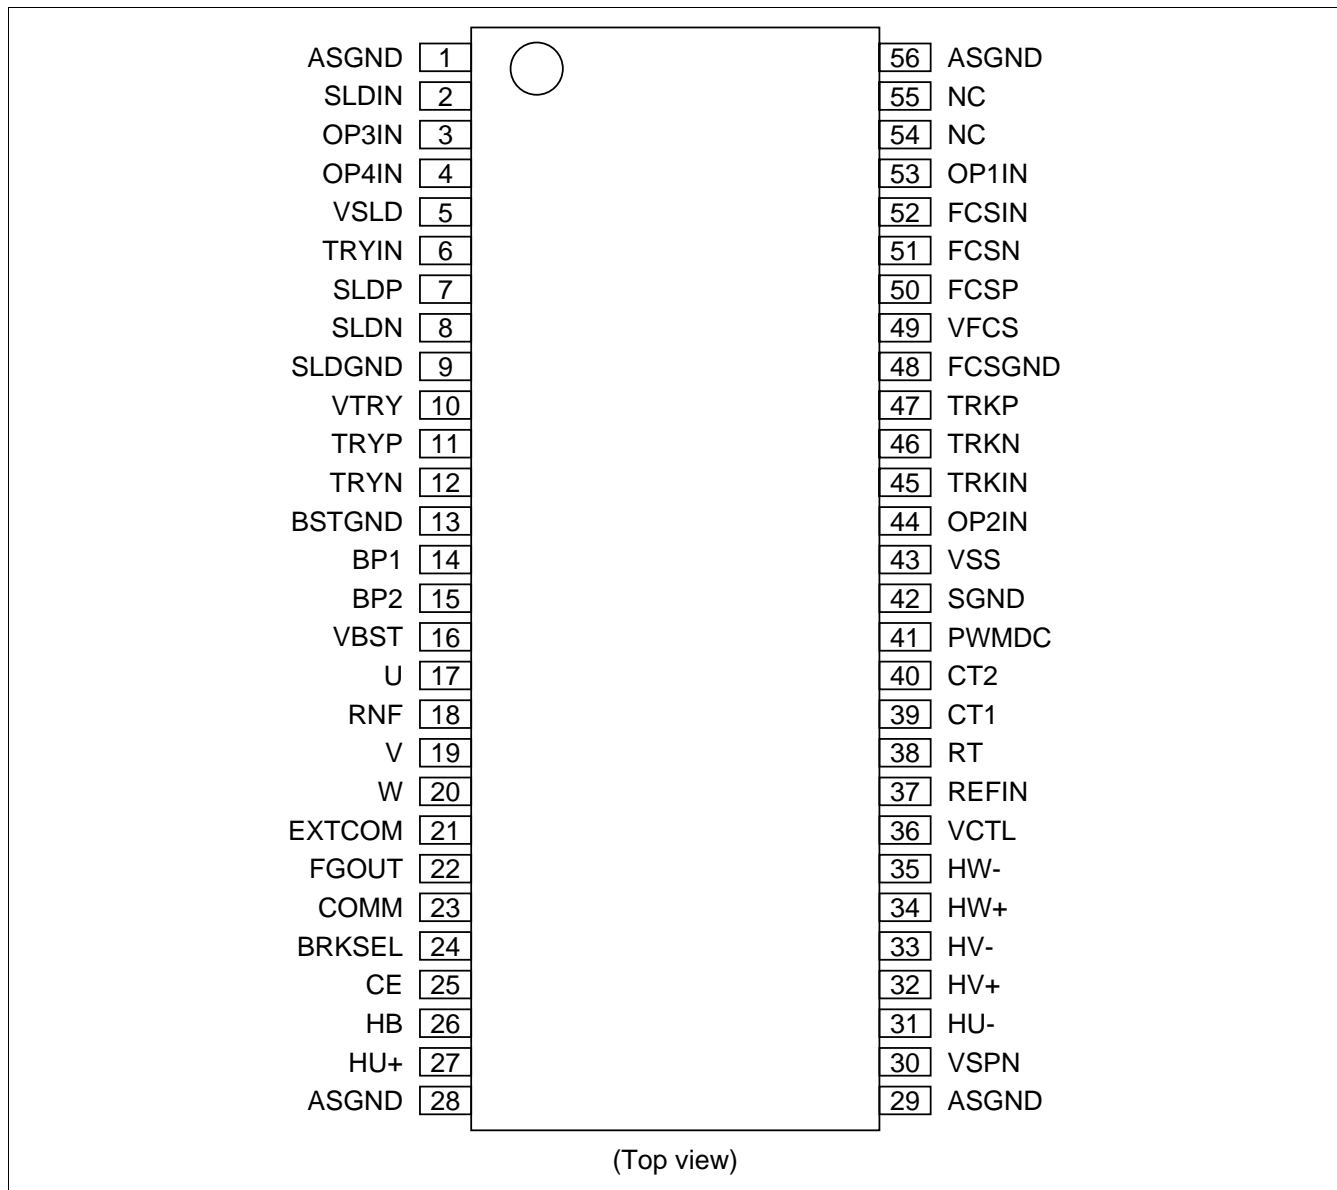 ASGND 1 56 ASGND
SLDIN 2 55 NC
OP3IN 3 54 NC
OP4IN 4 53 OP1IN
VSLD 5 52 FCSIN
TRYIN 6 51 FCSN
SLDP 7 50 FCSP
SLDN 8 49 VFCS
SLDGND 9 48 FCSGND
VTRY 10 47 TRKP
TRYP 11 46 TRKN
TRYN 12 45 TRKIN
BSTGND 13 44 OP2IN
BP1 14 43 VSS
BP2 15 42 SGND
VBST 16 41 PWMDC
U 17 40 CT2
RNF 18 39 CT1
V 19 38 RT
W 20 37 REFIN
EXTCOM 21 36 VCTL
FGOUT 22 35 HW-
COMM 23 34 HW+
BRKSEL 24 33 HV-
CE 25 32 HV+
HB 26 31 HU-
HU+ 27 30 VSPN
ASGND 28 29 ASGND
(Top view)